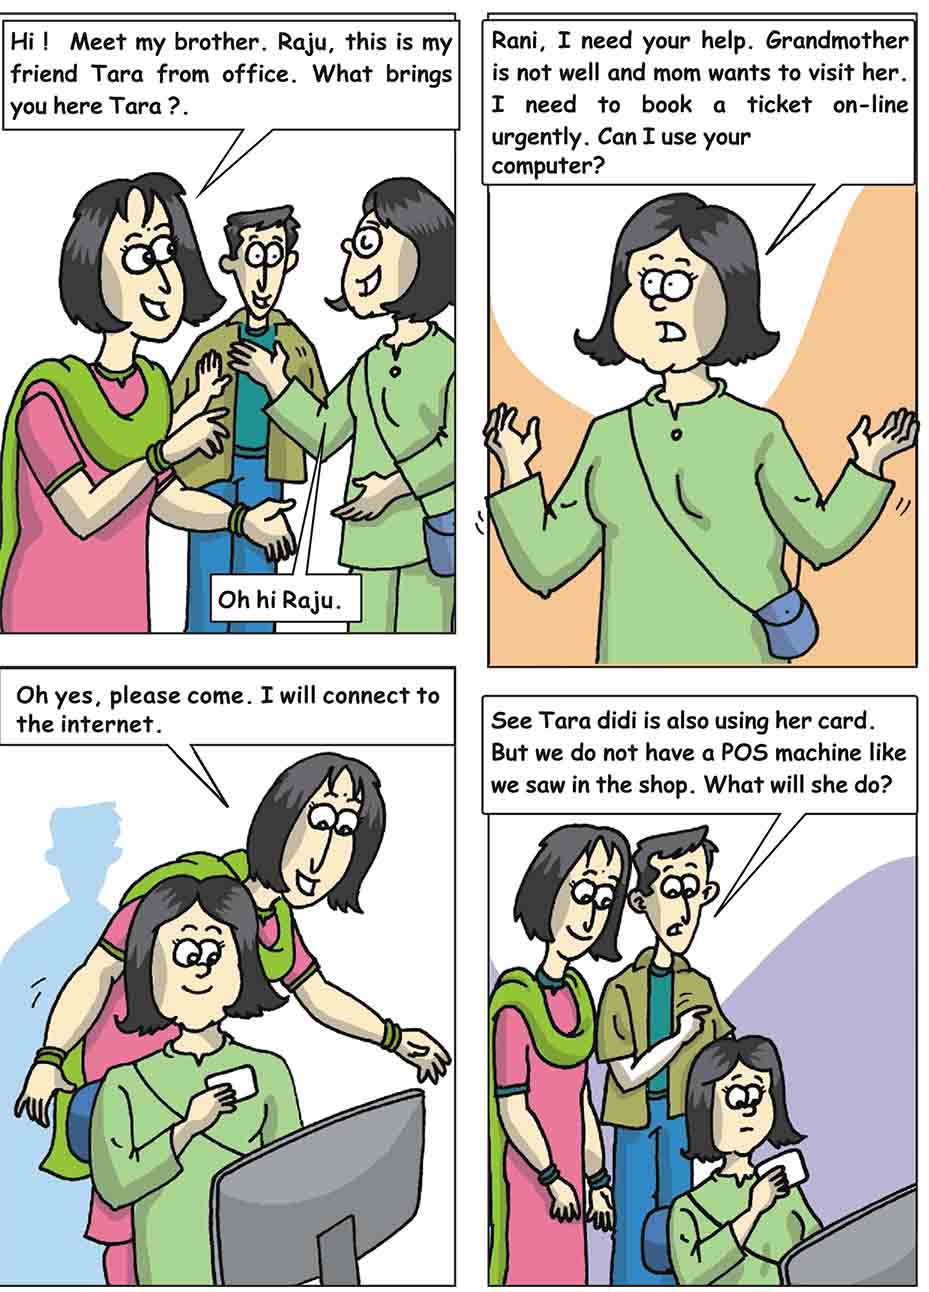 Hi ! Meet my brother. Raju, this is my
friend Tara from office. What brings
you here Tara ?.
Oh hi Raju.
Rani, I need your help. Grandmother
is not well and mom wants to visit her.
I need to book a ticket on-line
urgently. Can I use your
computer?
Oh yes, please come. I will connect to
the internet.
See Tara didi is also using her card.
But we do not have a POS machine like
we saw in the shop. What will she do?